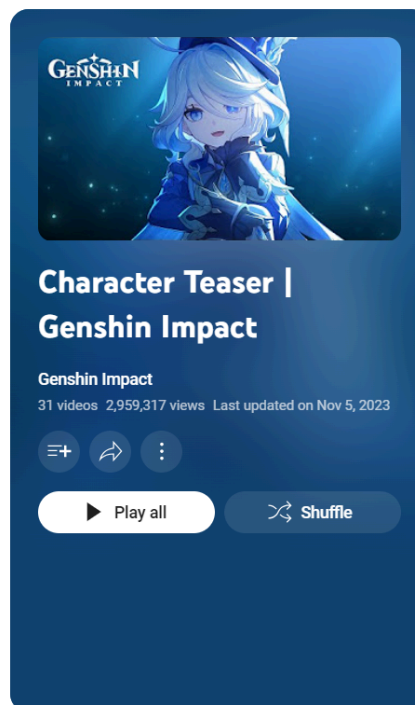 GENSHIN
IMPACT
Character Teaser |
Genshin Impact
Genshin Impact
31 videos 2,959,317 views Last updated on Nov 5, 2023
Play all
Shuffle